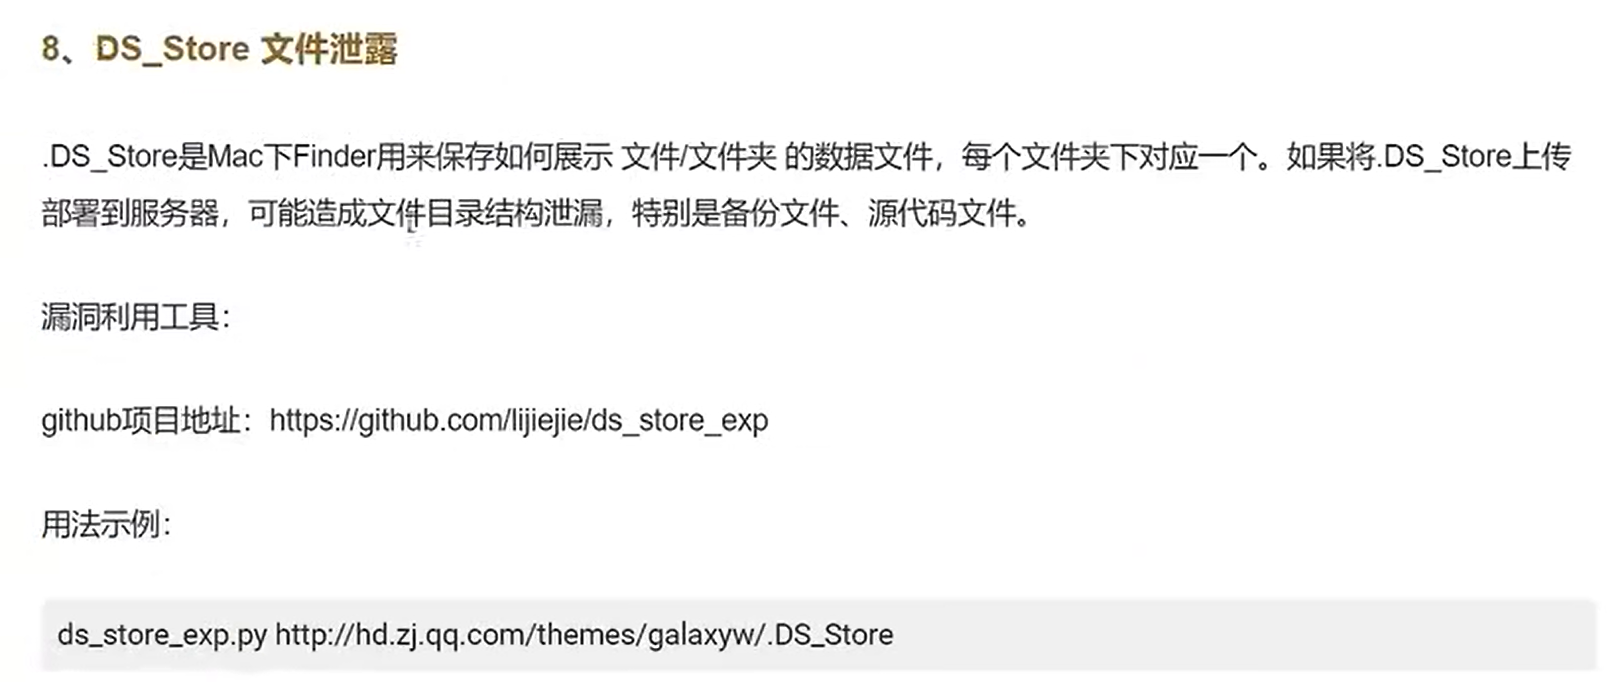 8、DS_Store 文件泄露
.DS_Store是Mac下Finder用来保存如何展示 文件/文件夹 的数据文件，每个文件夹下对应一个。如果将.DS_Store上传
部署到服务器，可能造成文件目录结构泄漏，特别是备份文件、源代码文件。
漏洞利用工具：
github项目地址：https://github.com/lijiejie/ds_store_exp
用法示例：
ds_store_exp.py http://hd.zj.qq.com/themes/galaxyw/.DS_Store